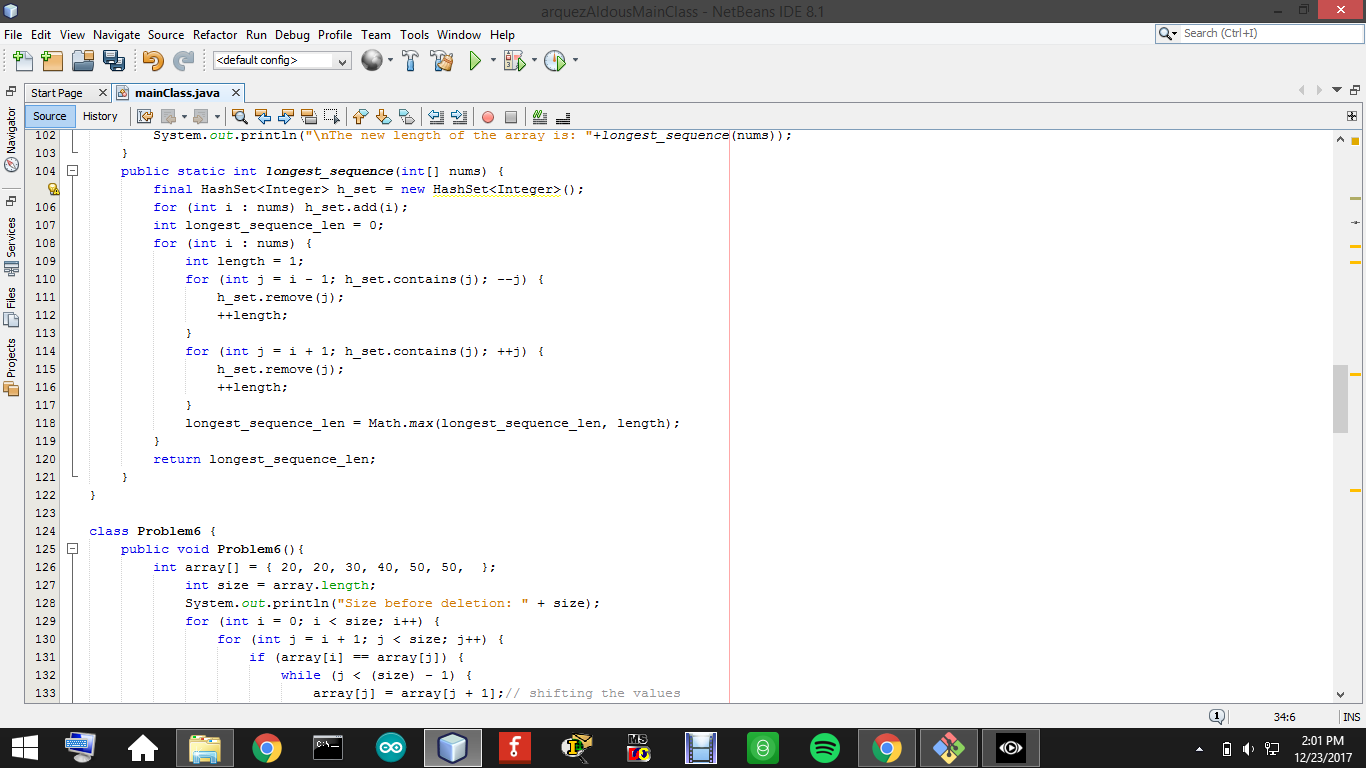 arquezAldousMainClass - NetBeans IDE 8.1
File Edit View Navigate Source Refactor Run Debug Profile Team Tools Window Help
Search (Ctrl+I)
<default config>
Start Page mainClass.java
Source History
Navigator
Services
Files
Projects
102 System.out.println("\nThe new length of the array is: "+longest_sequence(nums));
103 }
104 public static int longest_sequence(int[] nums) {
final HashSet<Integer> h_set = new HashSet<Integer>();
106 for (int i : nums) h_set.add(i);
107 int longest_sequence_len = 0;
108 for (int i : nums) {
109 int length = 1;
110 for (int j = i - 1; h_set.contains(j); --j) {
111 h_set.remove(j);
112 ++length;
113 }
114 for (int j = i + 1; h_set.contains(j); ++j) {
115 h_set.remove(j);
116 ++length;
117 }
118 longest_sequence_len = Math.max(longest_sequence_len, length);
119 }
120 return longest_sequence_len;
121 }
122 }
123
124 class Problem6 {
125 public void Problem6(){
126 int array[] = { 20, 20, 30, 40, 50, 50,  };
127 int size = array.length;
128 System.out.println("Size before deletion: " + size);
129 for (int i = 0; i < size; i++) {
130 for (int j = i + 1; j < size; j++) {
131 if (array[i] == array[j]) {
132 while (j < (size) - 1) {
133 array[j] = array[j + 1];// shifting the values
1 34:6 INS
C:\
MS
2:01 PM
12/23/2017